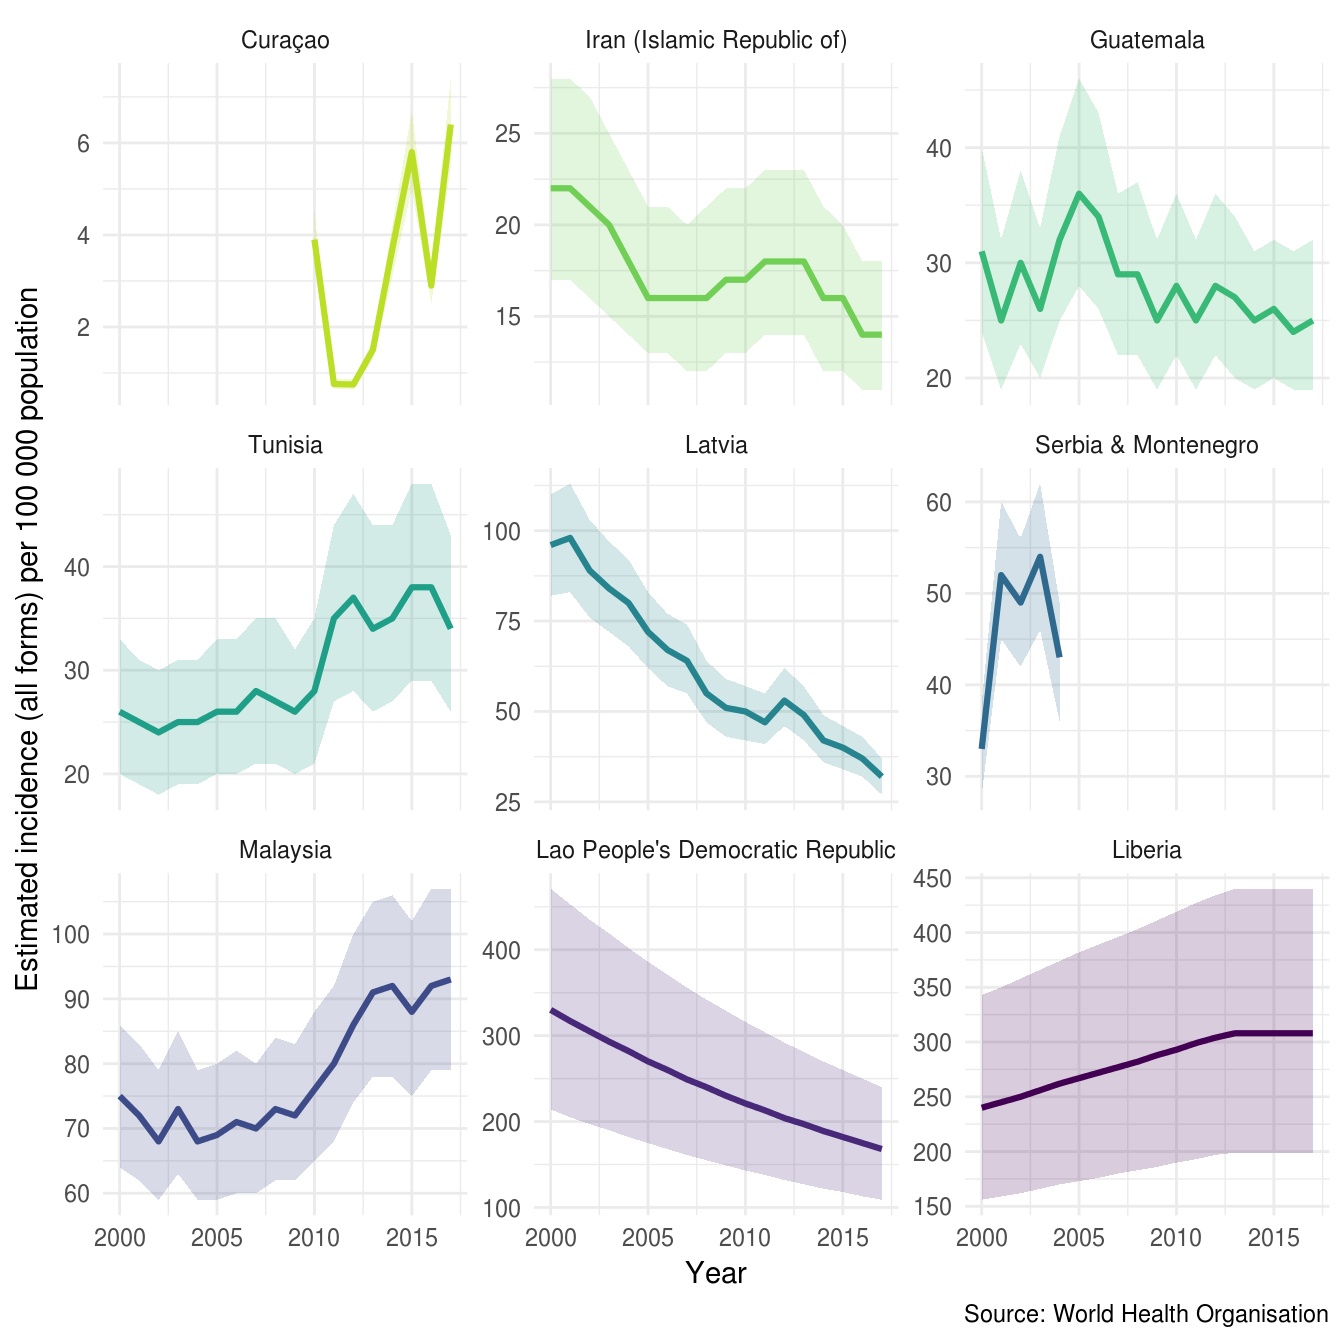 Curaçao
Iran (Islamic Republic of)
Guatemala
6
4
2
25
20
15
40
30
20
Tunisia
Latvia
Serbia & Montenegro
40
30
20
100
75
50
25
60
50
40
30
Malaysia
Lao People's Democratic Republic
Liberia
100
90
80
70
60
400
300
200
100
450
400
350
300
250
200
150
2000 2005 2010 2015
2000 2005 2010 2015
2000 2005 2010 2015
Estimated incidence (all forms) per 100 000 population
Year
Source: World Health Organisation